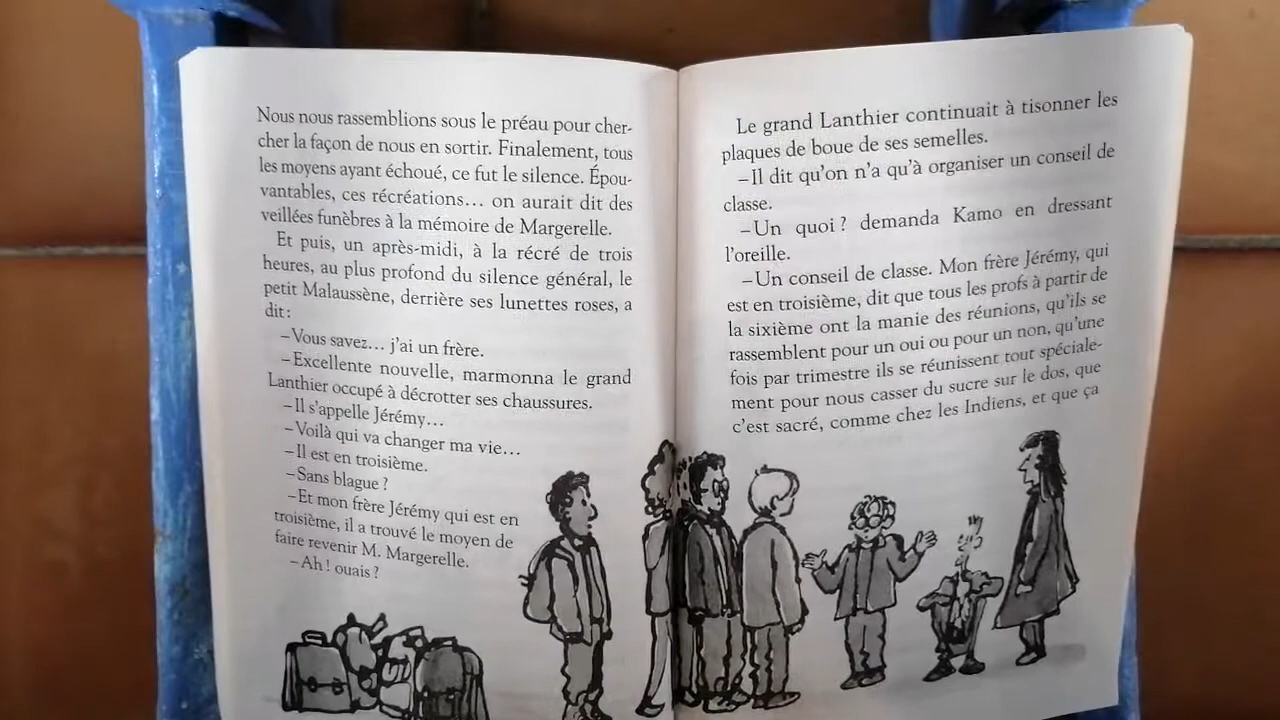 Nous nous rassemblions sous le préau pour cher-
cher la façon de nous en sortir. Finalement, tous
les moyens ayant échoué, ce fut le silence. Épou-
vantables, ces récréations… on aurait dit des
veillées funèbres à la mémoire de Margerelle.
Et puis, un après-midi, à la récré de trois
heures, au plus profond du silence général, le
petit Malaussène, derrière ses lunettes roses, a
dit :
– Vous savez… j'ai un frère.
– Excellente nouvelle, marmonna le grand
Lanthier occupé à décrotter ses chaussures.
– Il s'appelle Jérémy…
– Voilà qui va changer ma vie…
– Il est en troisième.
– Sans blague ?
– Et mon frère Jérémy qui est en
troisième, il a trouvé le moyen de
faire revenir M. Margerelle.
– Ah ! ouais ?
Le grand Lanthier continuait à tisonner les
plaques de boue de ses semelles.
– Il dit qu'on n'a qu'à organiser un conseil de
classe.
– Un quoi ? demanda Kamo en dressant
l'oreille.
– Un conseil de classe. Mon frère Jérémy, qui
est en troisième, dit que tous les profs à partir de
la sixième ont la manie des réunions, qu'ils se
rassemblent pour un oui ou pour un non, qu'une
fois par trimestre ils se réunissent tout spéciale-
ment pour nous casser du sucre sur le dos, que
c'est sacré, comme chez les Indiens, et que ça